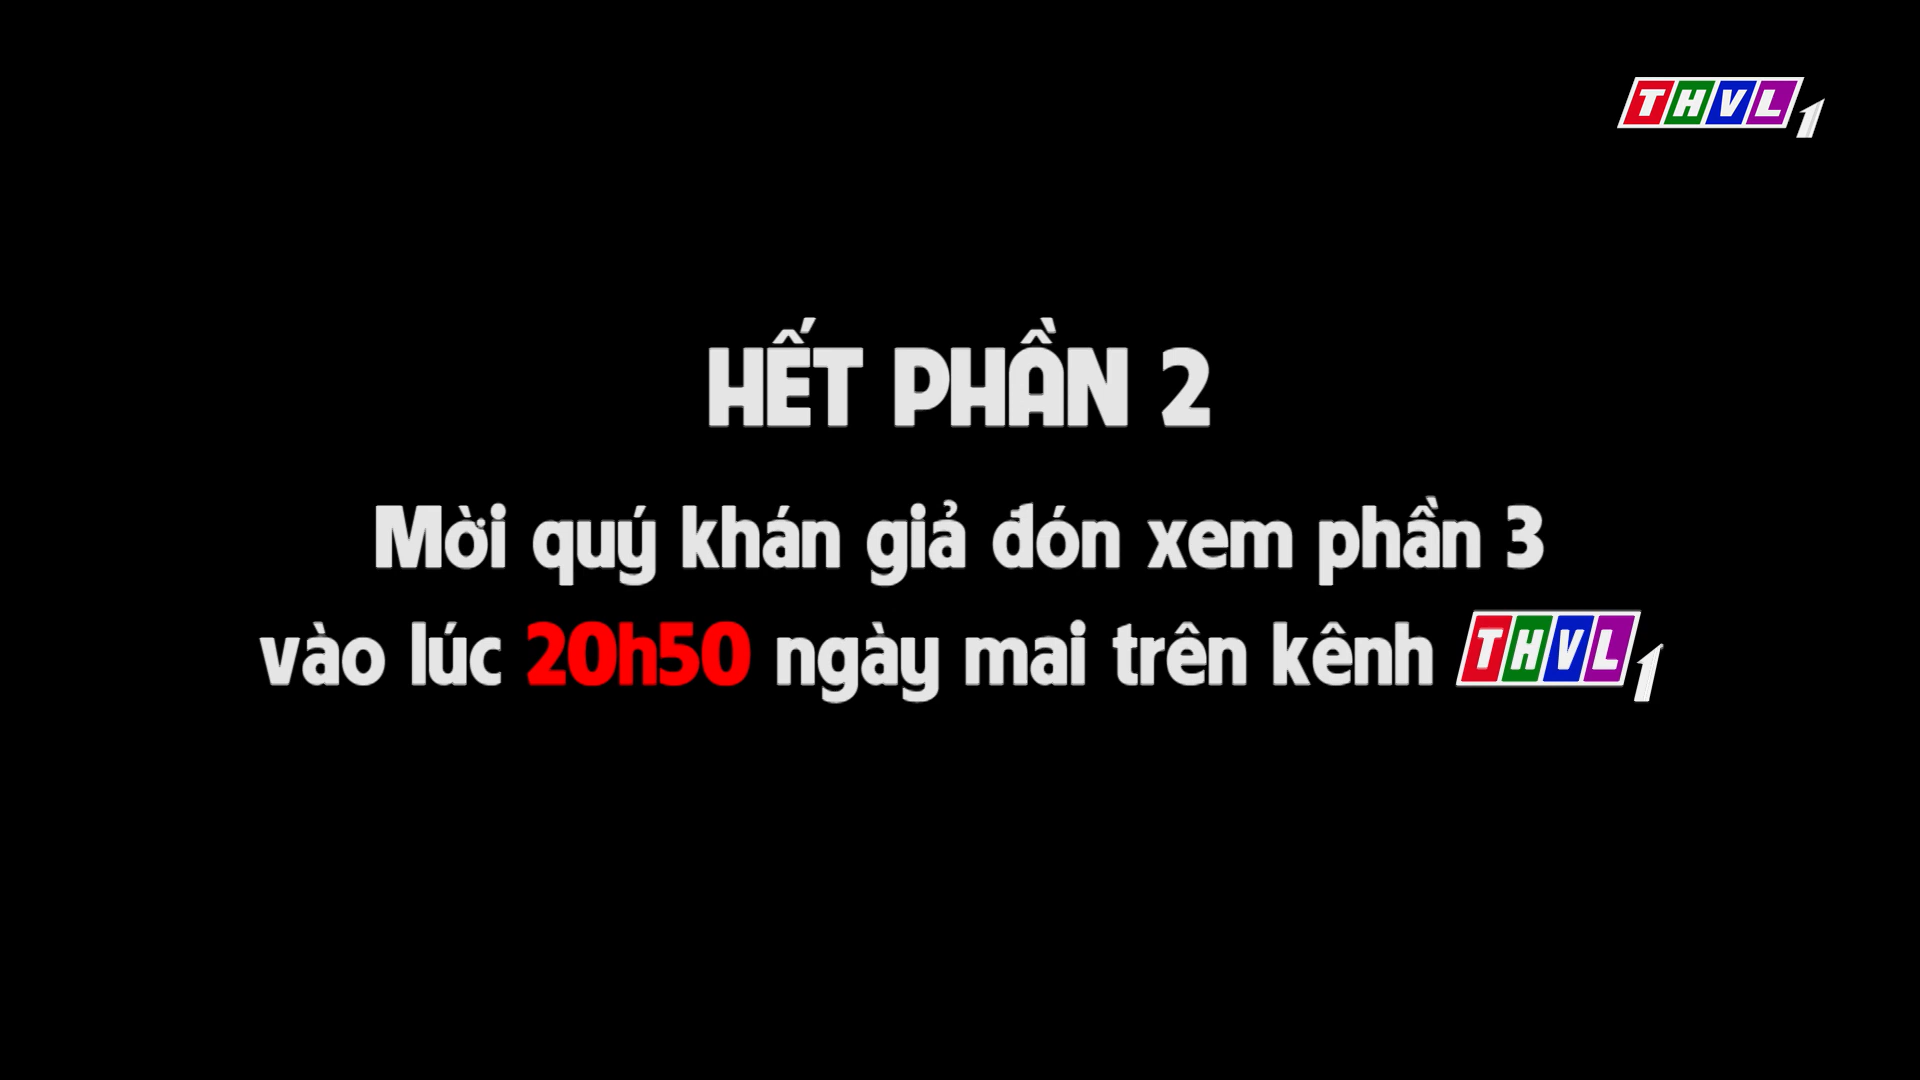 THVL1
HẾT PHẦN 2
Mời quý khán giả đón xem phần 3
vào lúc 20h50 ngày mai trên kênh THVL1